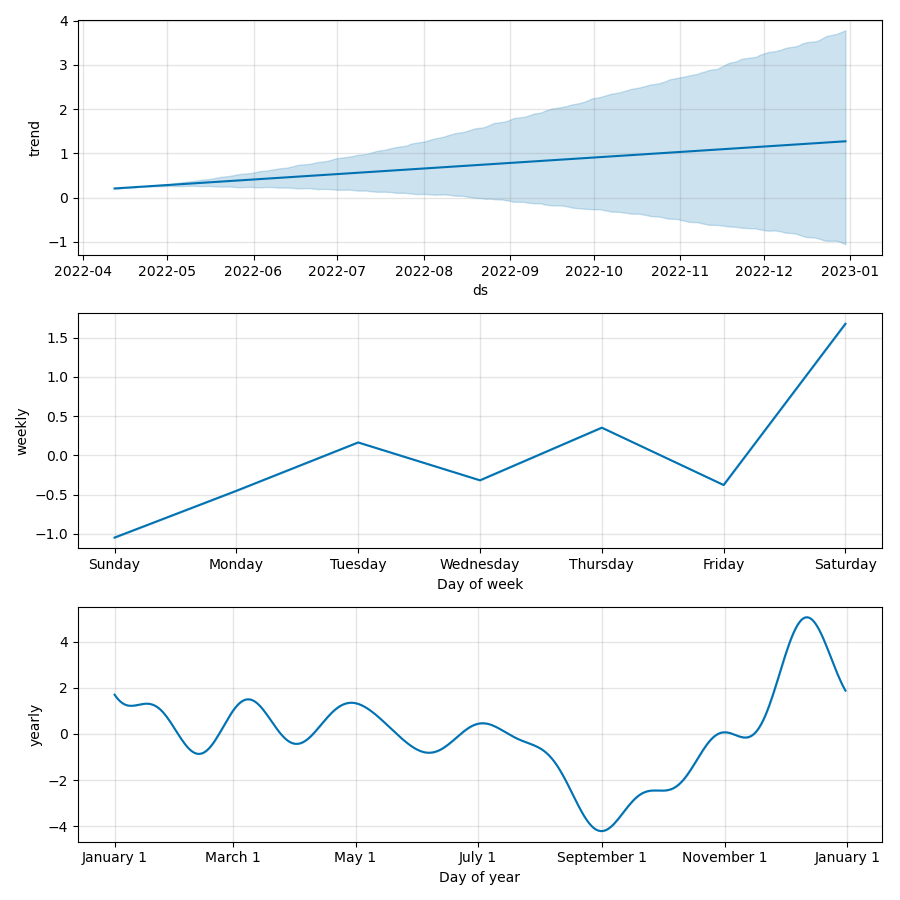 4
3
2
1
0
−1
trend
2022-04 2022-05 2022-06 2022-07 2022-08 2022-09 2022-10 2022-11 2022-12 2023-01
ds
1.5
1.0
0.5
0.0
−0.5
−1.0
weekly
Sunday Monday Tuesday Wednesday Thursday Friday Saturday
Day of week
4
2
0
−2
−4
yearly
January 1 March 1 May 1 July 1 September 1 November 1 January 1
Day of year